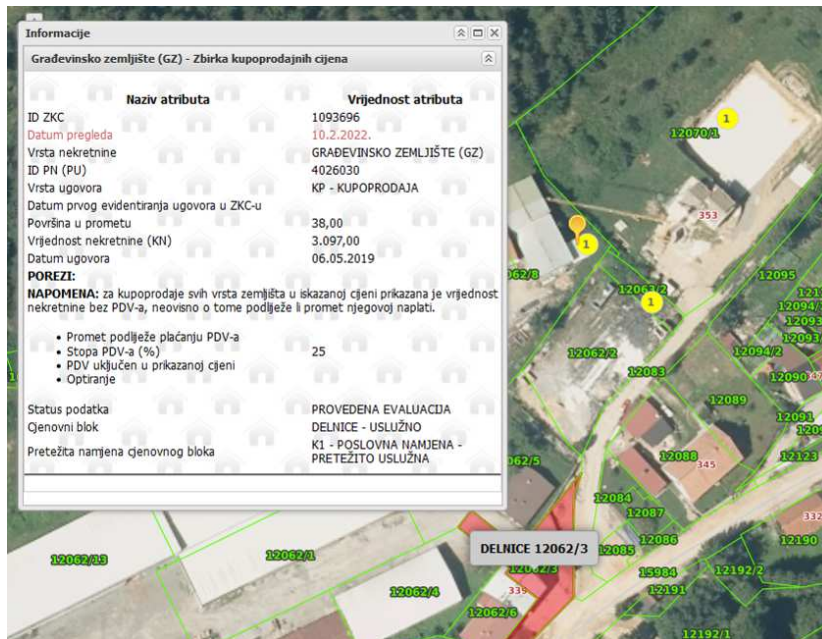 Informacije
Građevinsko zemljište (GZ) - Zbirka kupoprodajnih cijena
Naziv atributa Vrijednost atributa
ID ZKC 1093696
Datum pregleda 10.2.2022.
Vrsta nekretnine GRAĐEVINSKO ZEMLJIŠTE (GZ)
ID PN (PU) 4026030
Vrsta ugovora KP - KUPOPRODAJA
Datum prvog evidentiranja ugovora u ZKC-u
Površina u prometu 38,00
Vrijednost nekretnine (KN) 3.097,00
Datum ugovora 06.05.2019
POREZI:
NAPOMENA: za kupoprodaje svih vrsta zemljišta u iskazanoj cijeni prikazana je vrijednost
nekretnine bez PDV-a, neovisno o tome podliježe li promet njegovoj naplati.
• Promet podliježe plaćanju PDV-a
• Stopa PDV-a (%) 25
• PDV uključen u prikazanoj cijeni
• Optiranje
Status podatka PROVEDENA EVALUACIJA
Cjenovni blok DELNICE - USLUŽNO
Pretežita namjena cjenovnog bloka K1 - POSLOVNA NAMJENA -
PRETEŽITO USLUŽNA
1
12070/1
353
1
062/8
12063/2
12095
1
12094/2
12062/2
12083
12090
12089
12091
062/5
12088
345
12123
12084
12087
332
DELNICE 12062/3
12086
12190
12085
12062/13
12062/1
12062/3
15984
12192/2
339
12191
12062/4
12062/6
12192/1